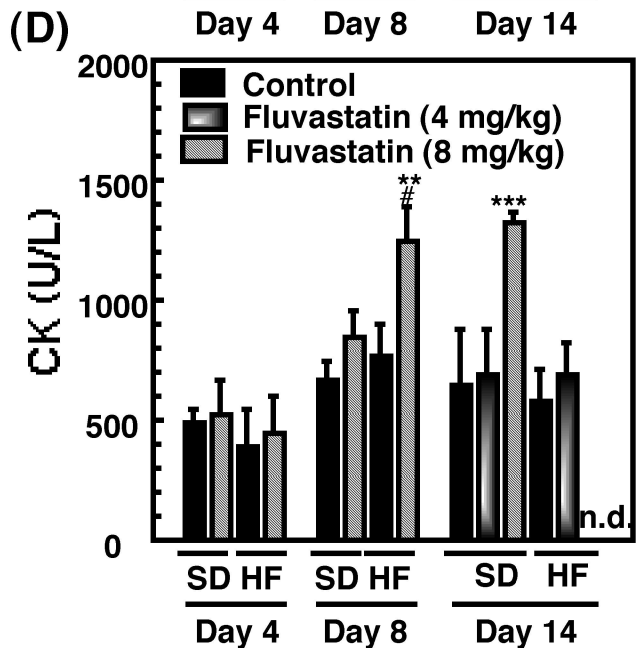 (D) Day 4 Day 8 Day 14
2000
Control
Fluvastatin (4 mg/kg)
Fluvastatin (8 mg/kg)
1500
**
#
***
CK (U/L)
1000
500
n.d.
0
SD HF SD HF SD HF
Day 4 Day 8 Day 14